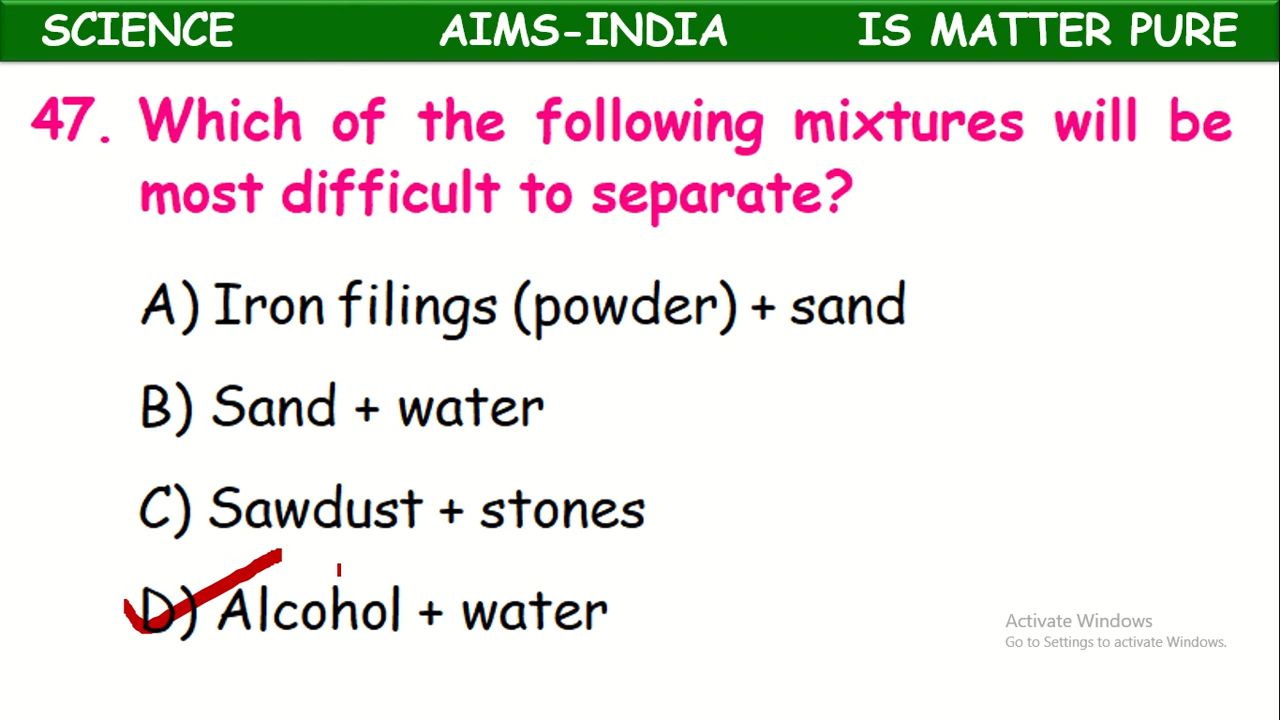 SCIENCE AIMS-INDIA IS MATTER PURE
47. Which of the following mixtures will be
most difficult to separate?
A) Iron filings (powder) + sand
B) Sand + water
C) Sawdust + stones
D) Alcohol + water
Activate Windows
Go to Settings to activate Windows.